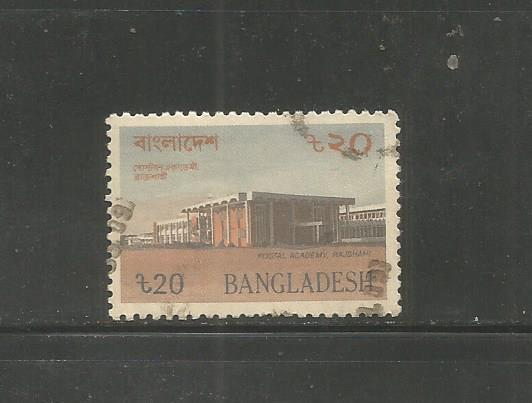 বাংলাদেশ ৳২০
পোস্টাল একাডেমী,
রাজশাহী
POSTAL ACADEMY, RAJSHAHI
৳20 BANGLADESH